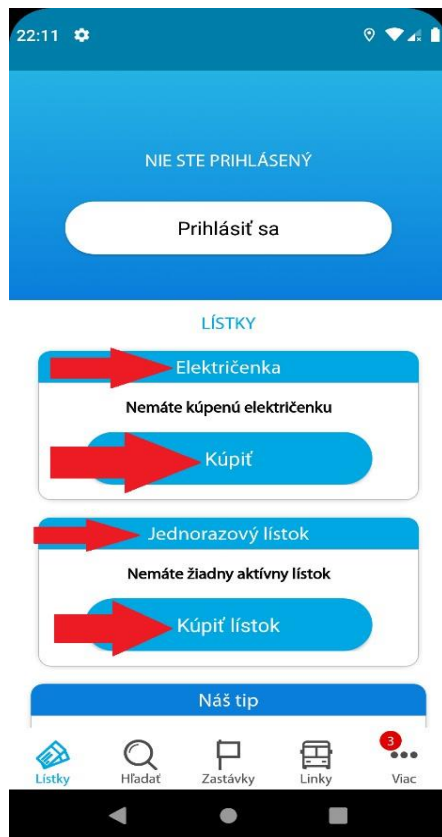 22:11
NIE STE PRIHLÁSENÝ
Prihlásiť sa
LÍSTKY
Električenka
Nemáte kúpenú električenku
Kúpiť
Jednorazový lístok
Nemáte žiadny aktívny lístok
Kúpiť lístok
Náš tip
3
Lístky
Hľadať
Zastávky
Linky
Viac